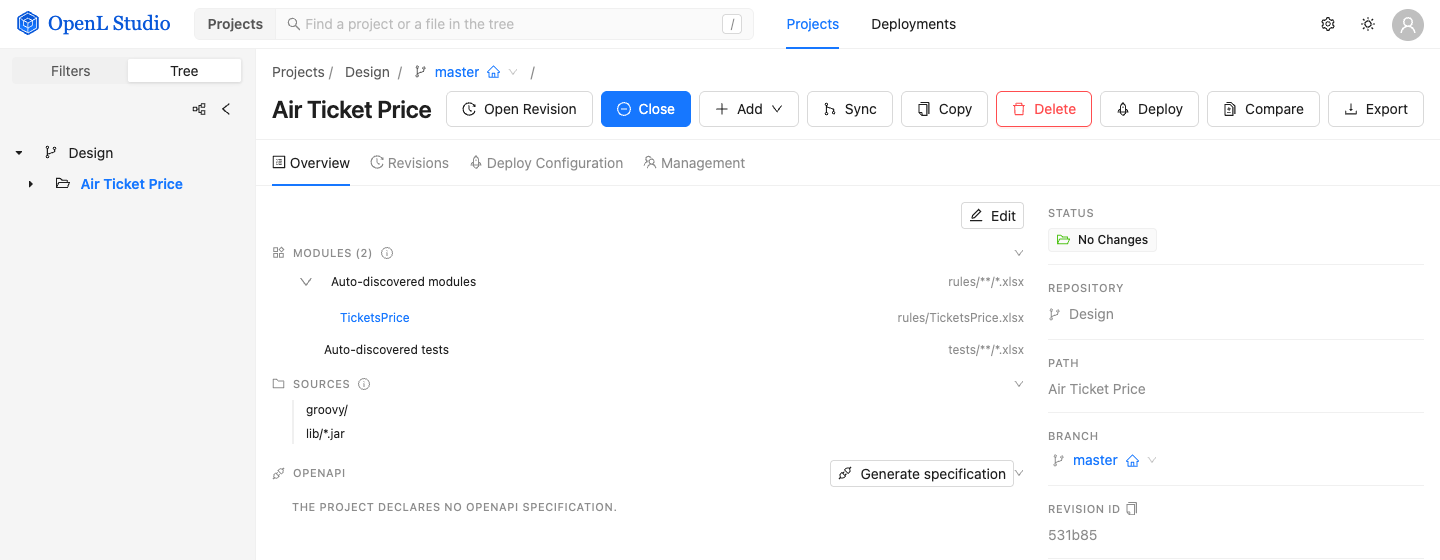 OpenL Studio
Projects Find a project or a file in the tree /
Projects Deployments
Filters Tree
Design
Air Ticket Price
Projects / Design / master /
Air Ticket Price
Open Revision Close Add Sync Copy Delete Deploy Compare Export
Overview Revisions Deploy Configuration Management
Edit
MODULES (2)
Auto-discovered modules rules/**/*.xlsx
TicketsPrice rules/TicketsPrice.xlsx
Auto-discovered tests tests/**/*.xlsx
SOURCES
groovy/
lib/*.jar
OPENAPI Generate specification
THE PROJECT DECLARES NO OPENAPI SPECIFICATION.
STATUS
No Changes
REPOSITORY
Design
PATH
Air Ticket Price
BRANCH
master
REVISION ID
531b85